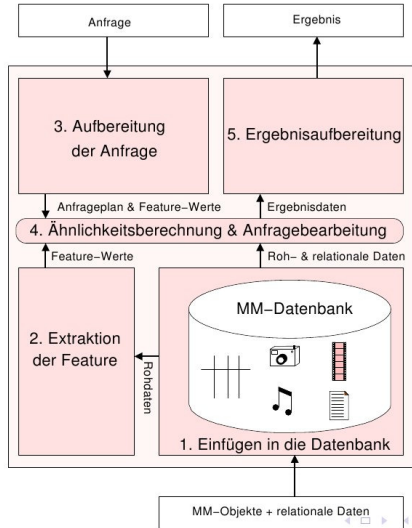 Anfrage
Ergebnis
3. Aufbereitung
der Anfrage
5. Ergebnisaufbereitung
Anfrageplan & Feature−Werte
Ergebnisdaten
4. Ähnlichkeitsberechnung & Anfragebearbeitung
Feature−Werte
Roh− & relationale Daten
2. Extraktion
der Feature
Rohdaten
MM−Datenbank
1. Einfügen in die Datenbank
MM−Objekte + relationale Daten